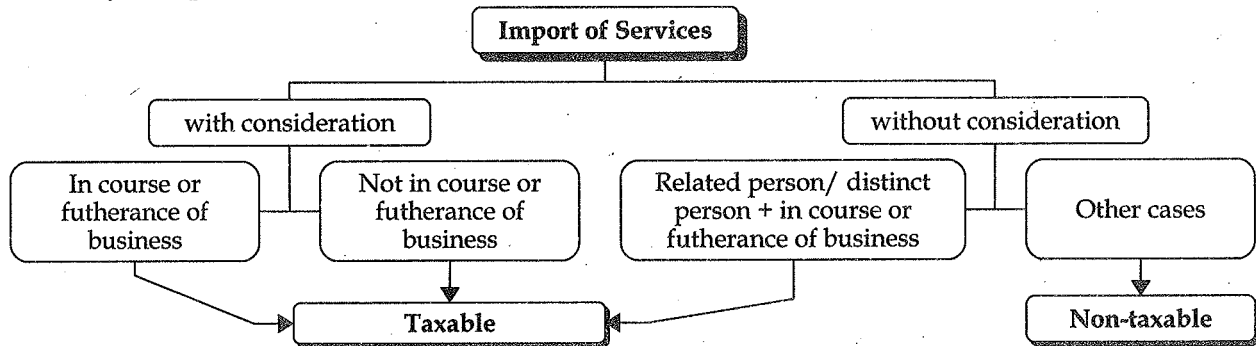 Import of Services
with consideration
without consideration
In course or
futherance of
business
Not in course or
futherance of
business
Related person/ distinct
person + in course or
futherance of business
Other cases
Taxable
Non-taxable